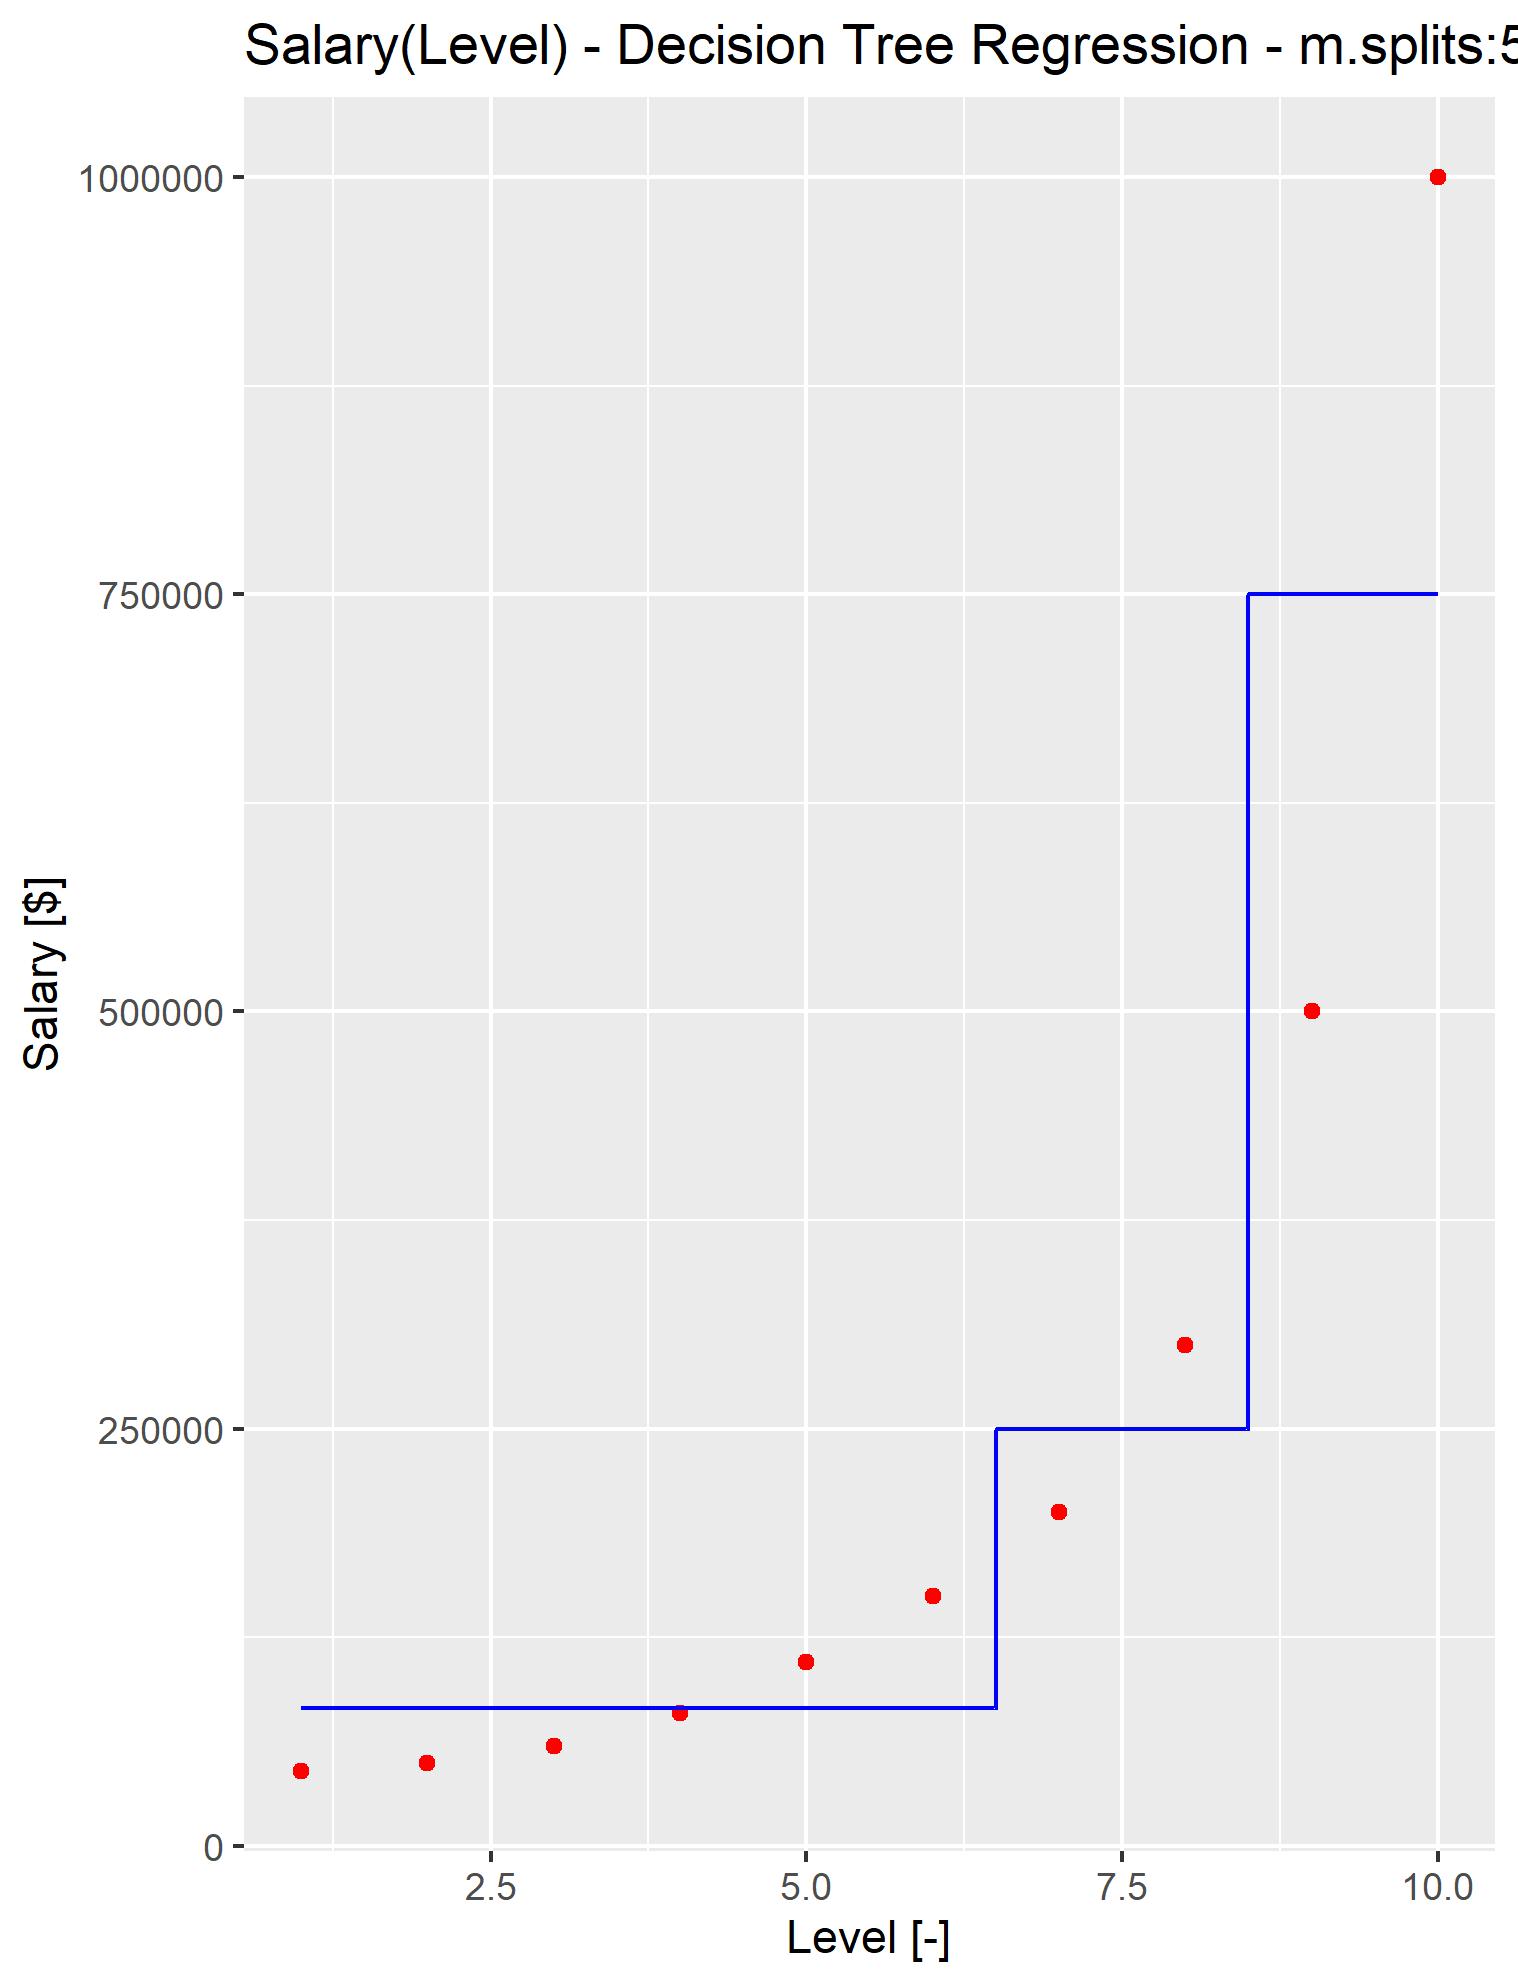 Salary(Level) - Decision Tree Regression - m.splits:5
1000000
750000
500000
250000
0
Salary [$]
2.5 5.0 7.5 10.0
Level [-]